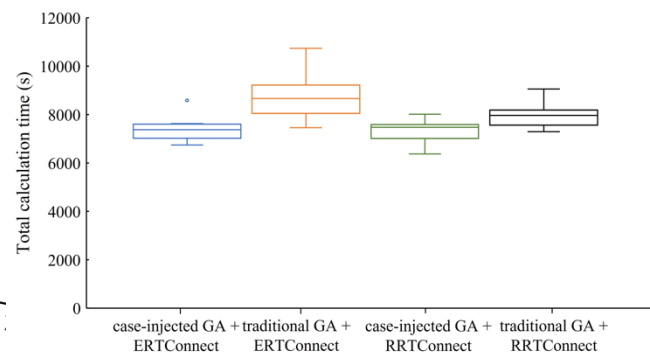 12000
10000
8000
6000
4000
2000
0
Total calculation time (s)
case-injected GA + traditional GA + case-injected GA + traditional GA +
ERTConnect ERTConnect RRTConnect RRTConnect